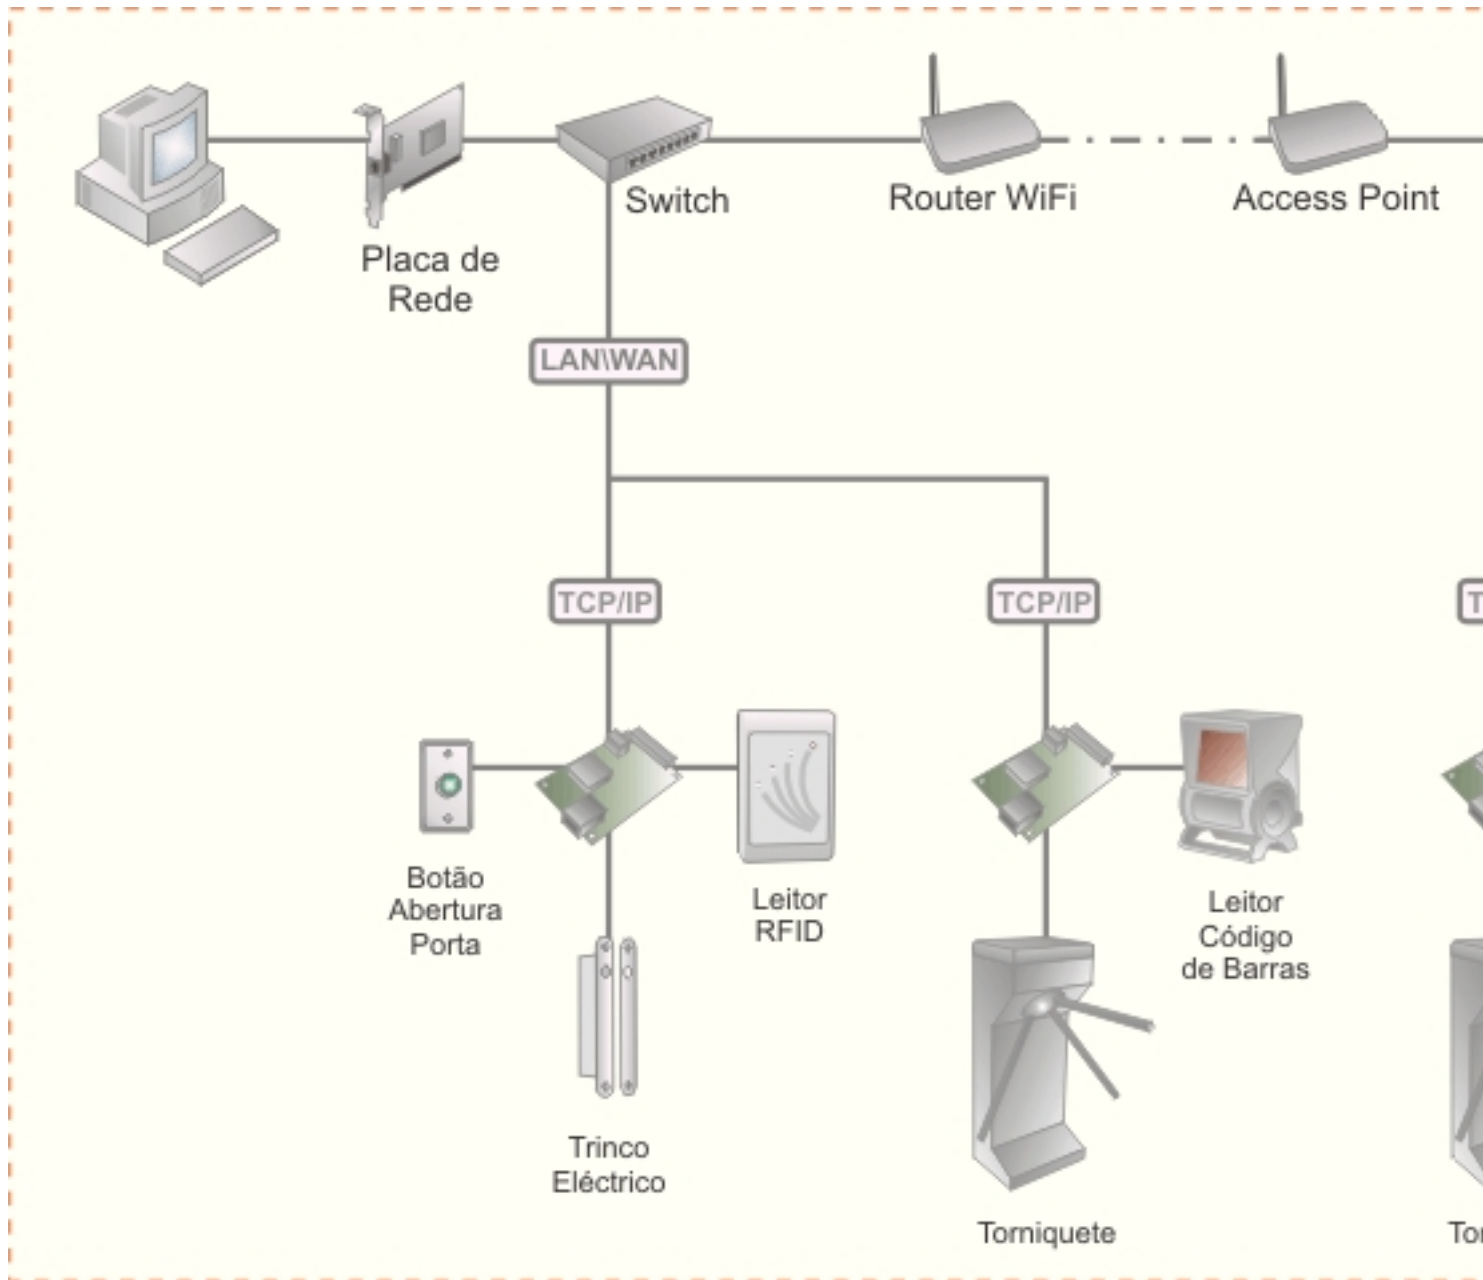 Switch
Router WiFi
Access Point
Placa de
Rede
LAN\WAN
TCP/IP
TCP/IP
Botão
Abertura
Porta
Leitor
RFID
Leitor
Código
de Barras
Trinco
Eléctrico
Torniquete